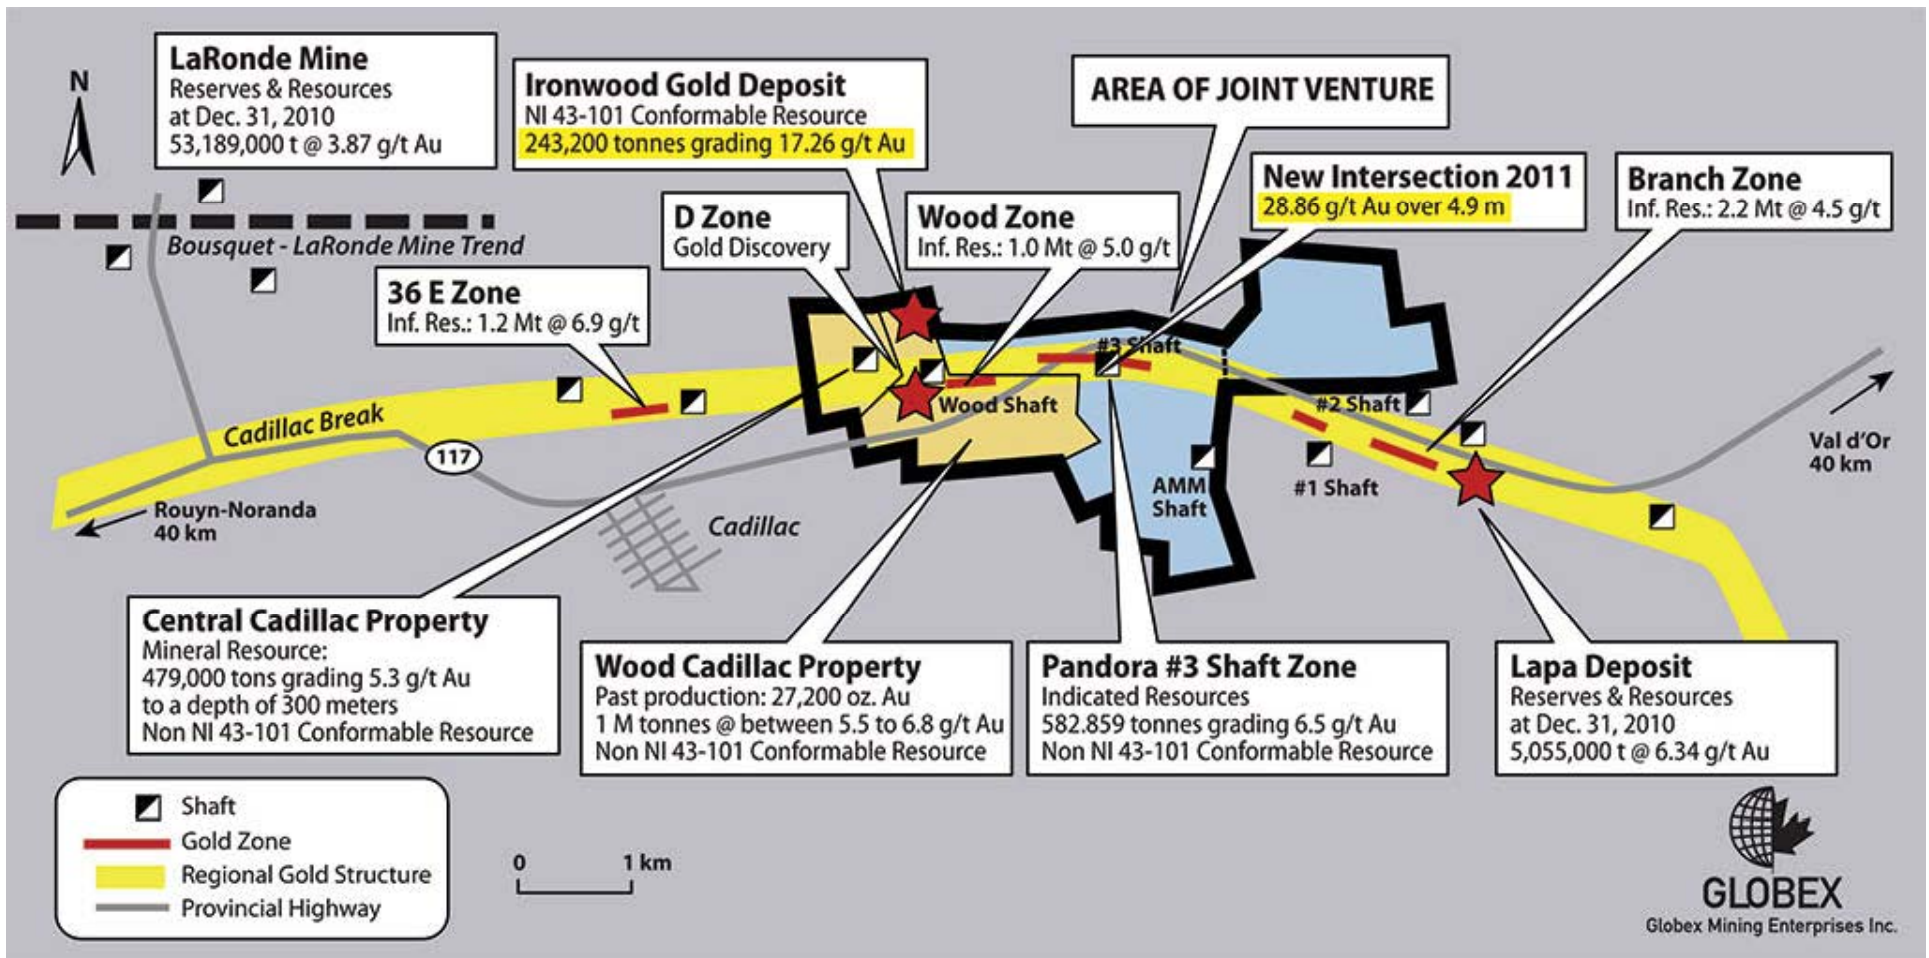 N
LaRonde Mine
Reserves & Resources
at Dec. 31, 2010
53,189,000 t @ 3.87 g/t Au
Ironwood Gold Deposit
NI 43-101 Conformable Resource
243,200 tonnes grading 17.26 g/t Au
AREA OF JOINT VENTURE
New Intersection 2011
28.86 g/t Au over 4.9 m
Branch Zone
Inf. Res.: 2.2 Mt @ 4.5 g/t
D Zone
Gold Discovery
Wood Zone
Inf. Res.: 1.0 Mt @ 5.0 g/t
Bousquet - LaRonde Mine Trend
36 E Zone
Inf. Res.: 1.2 Mt @ 6.9 g/t
#3 Shaft
Wood Shaft
#2 Shaft
Cadillac Break
117
Val d'Or
40 km
AMM
Shaft
#1 Shaft
Rouyn-Noranda
40 km
Cadillac
Central Cadillac Property
Mineral Resource:
479,000 tons grading 5.3 g/t Au
to a depth of 300 meters
Non NI 43-101 Conformable Resource
Wood Cadillac Property
Past production: 27,200 oz. Au
1 M tonnes @ between 5.5 to 6.8 g/t Au
Non NI 43-101 Conformable Resource
Pandora #3 Shaft Zone
Indicated Resources
582.859 tonnes grading 6.5 g/t Au
Non NI 43-101 Conformable Resource
Lapa Deposit
Reserves & Resources
at Dec. 31, 2010
5,055,000 t @ 6.34 g/t Au
Shaft
Gold Zone
Regional Gold Structure
Provincial Highway
0 1 km
GLOBEX
Globex Mining Enterprises Inc.